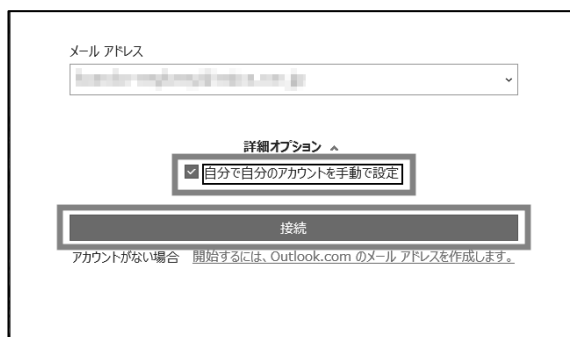 メール アドレス
詳細オプション
自分で自分のアカウントを手動で設定
接続
アカウントがない場合 開始するには、Outlook.com のメール アドレスを作成します。